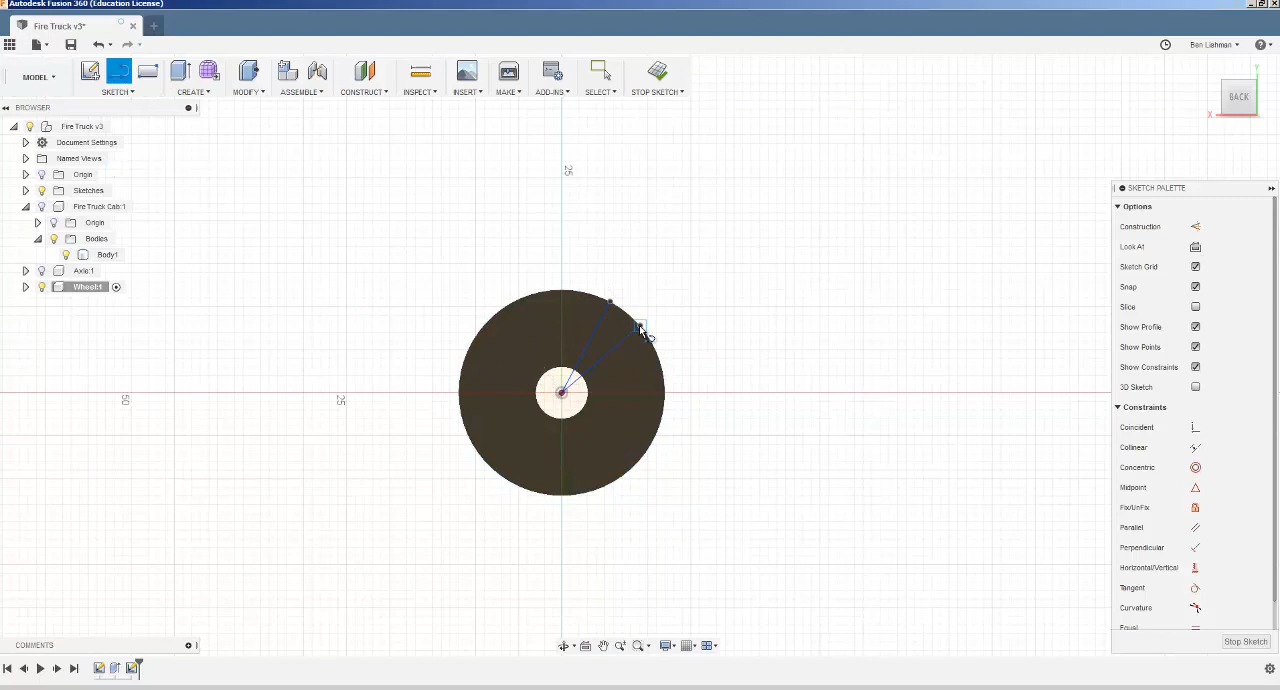 Autodesk Fusion 360 (Education License)
Fire Truck v3*
Ben Liehman
MODEL
SKETCH
CREATE
MODIFY
ASSEMBLE
CONSTRUCT
INSPECT
INSERT
MAKE
ADD-INS
SELECT
STOP SKETCH
BACK
Y
X
BROWSER
Fire Truck v3
Document Settings
Named Views
Origin
Sketches
Fire Truck Cab:1
Origin
Bodies
Body1
Axle:1
Wheel:1
25
50
25
SKETCH PALETTE
Options
Construction
Look At
Sketch Grid
Snap
Slice
Show Profile
Show Points
Show Constraints
3D Sketch
Constraints
Coincident
Collinear
Concentric
Midpoint
Fix/UnFix
Parallel
Perpendicular
Horizontal/Vertical
Tangent
Curvature
Equal
Stop Sketch
COMMENTS